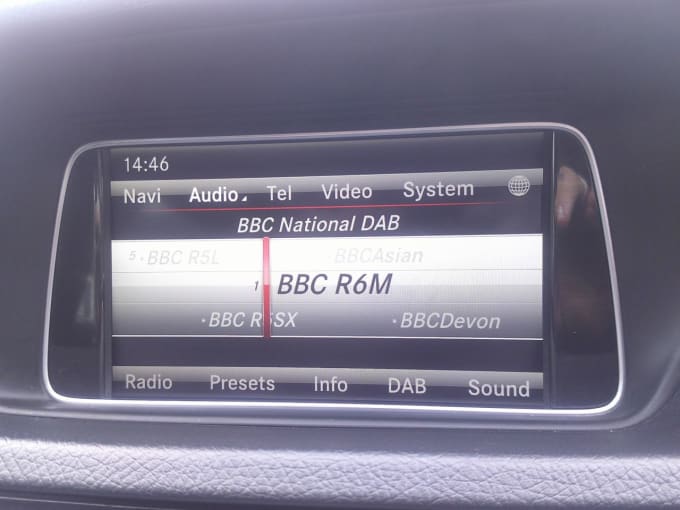 14:46
Navi Audio Tel Video System
BBC National DAB
5 · BBC R5L · BBCAsian
1 BBC R6M
· BBC R5SX · BBCDevon
Radio Presets Info DAB Sound